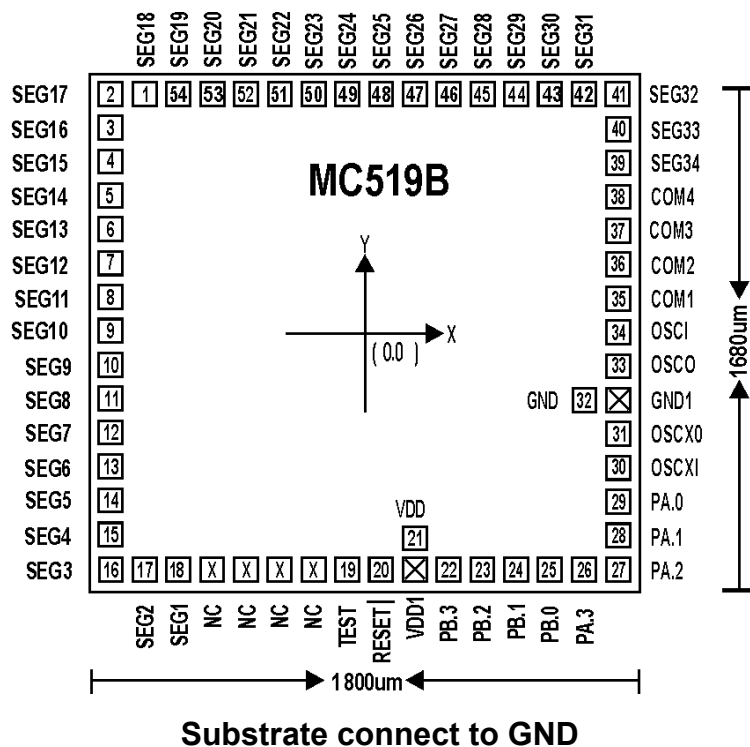 SEG18 SEG19 SEG20 SEG21 SEG22 SEG23 SEG24 SEG25 SEG26 SEG27 SEG28 SEG29 SEG30 SEG31
SEG17 2 1 54 53 52 51 50 49 48 47 46 45 44 43 42 41 SEG32
SEG16 3 40 SEG33
SEG15 4 39 SEG34
MC519B
SEG14 5 38 COM4
SEG13 6 37 COM3
Y
SEG12 7 36 COM2
SEG11 8 35 COM1
SEG10 9 X 34 OSCI
(0.0)
SEG9 10 33 OSCO
1680um
SEG8 11 GND 32 GND1
SEG7 12 31 OSCX0
SEG6 13 30 OSCXI
SEG5 14 29 PA.0
VDD
SEG4 15 21 28 PA.1
SEG3 16 17 18 X X X X 19 20 22 23 24 25 26 27 PA.2
SEG2 SEG1 NC NC NC NC TEST RESET VDD1 PB.3 PB.2 PB.1 PB.0 PA.3
1800um
Substrate connect to GND